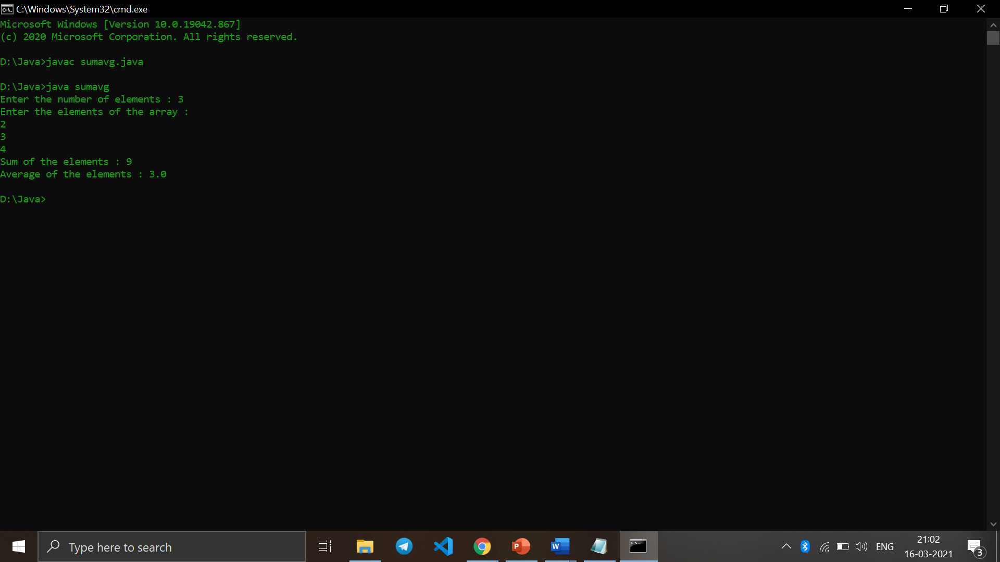 C:\Windows\System32\cmd.exe
Microsoft Windows [Version 10.0.19042.867]
(c) 2020 Microsoft Corporation. All rights reserved.
D:\Java>javac sumavg.java
D:\Java>java sumavg
Enter the number of elements : 3
Enter the elements of the array :
2
3
4
Sum of the elements : 9
Average of the elements : 3.0
D:\Java>
Type here to search
ENG
21:02
16-03-2021
3